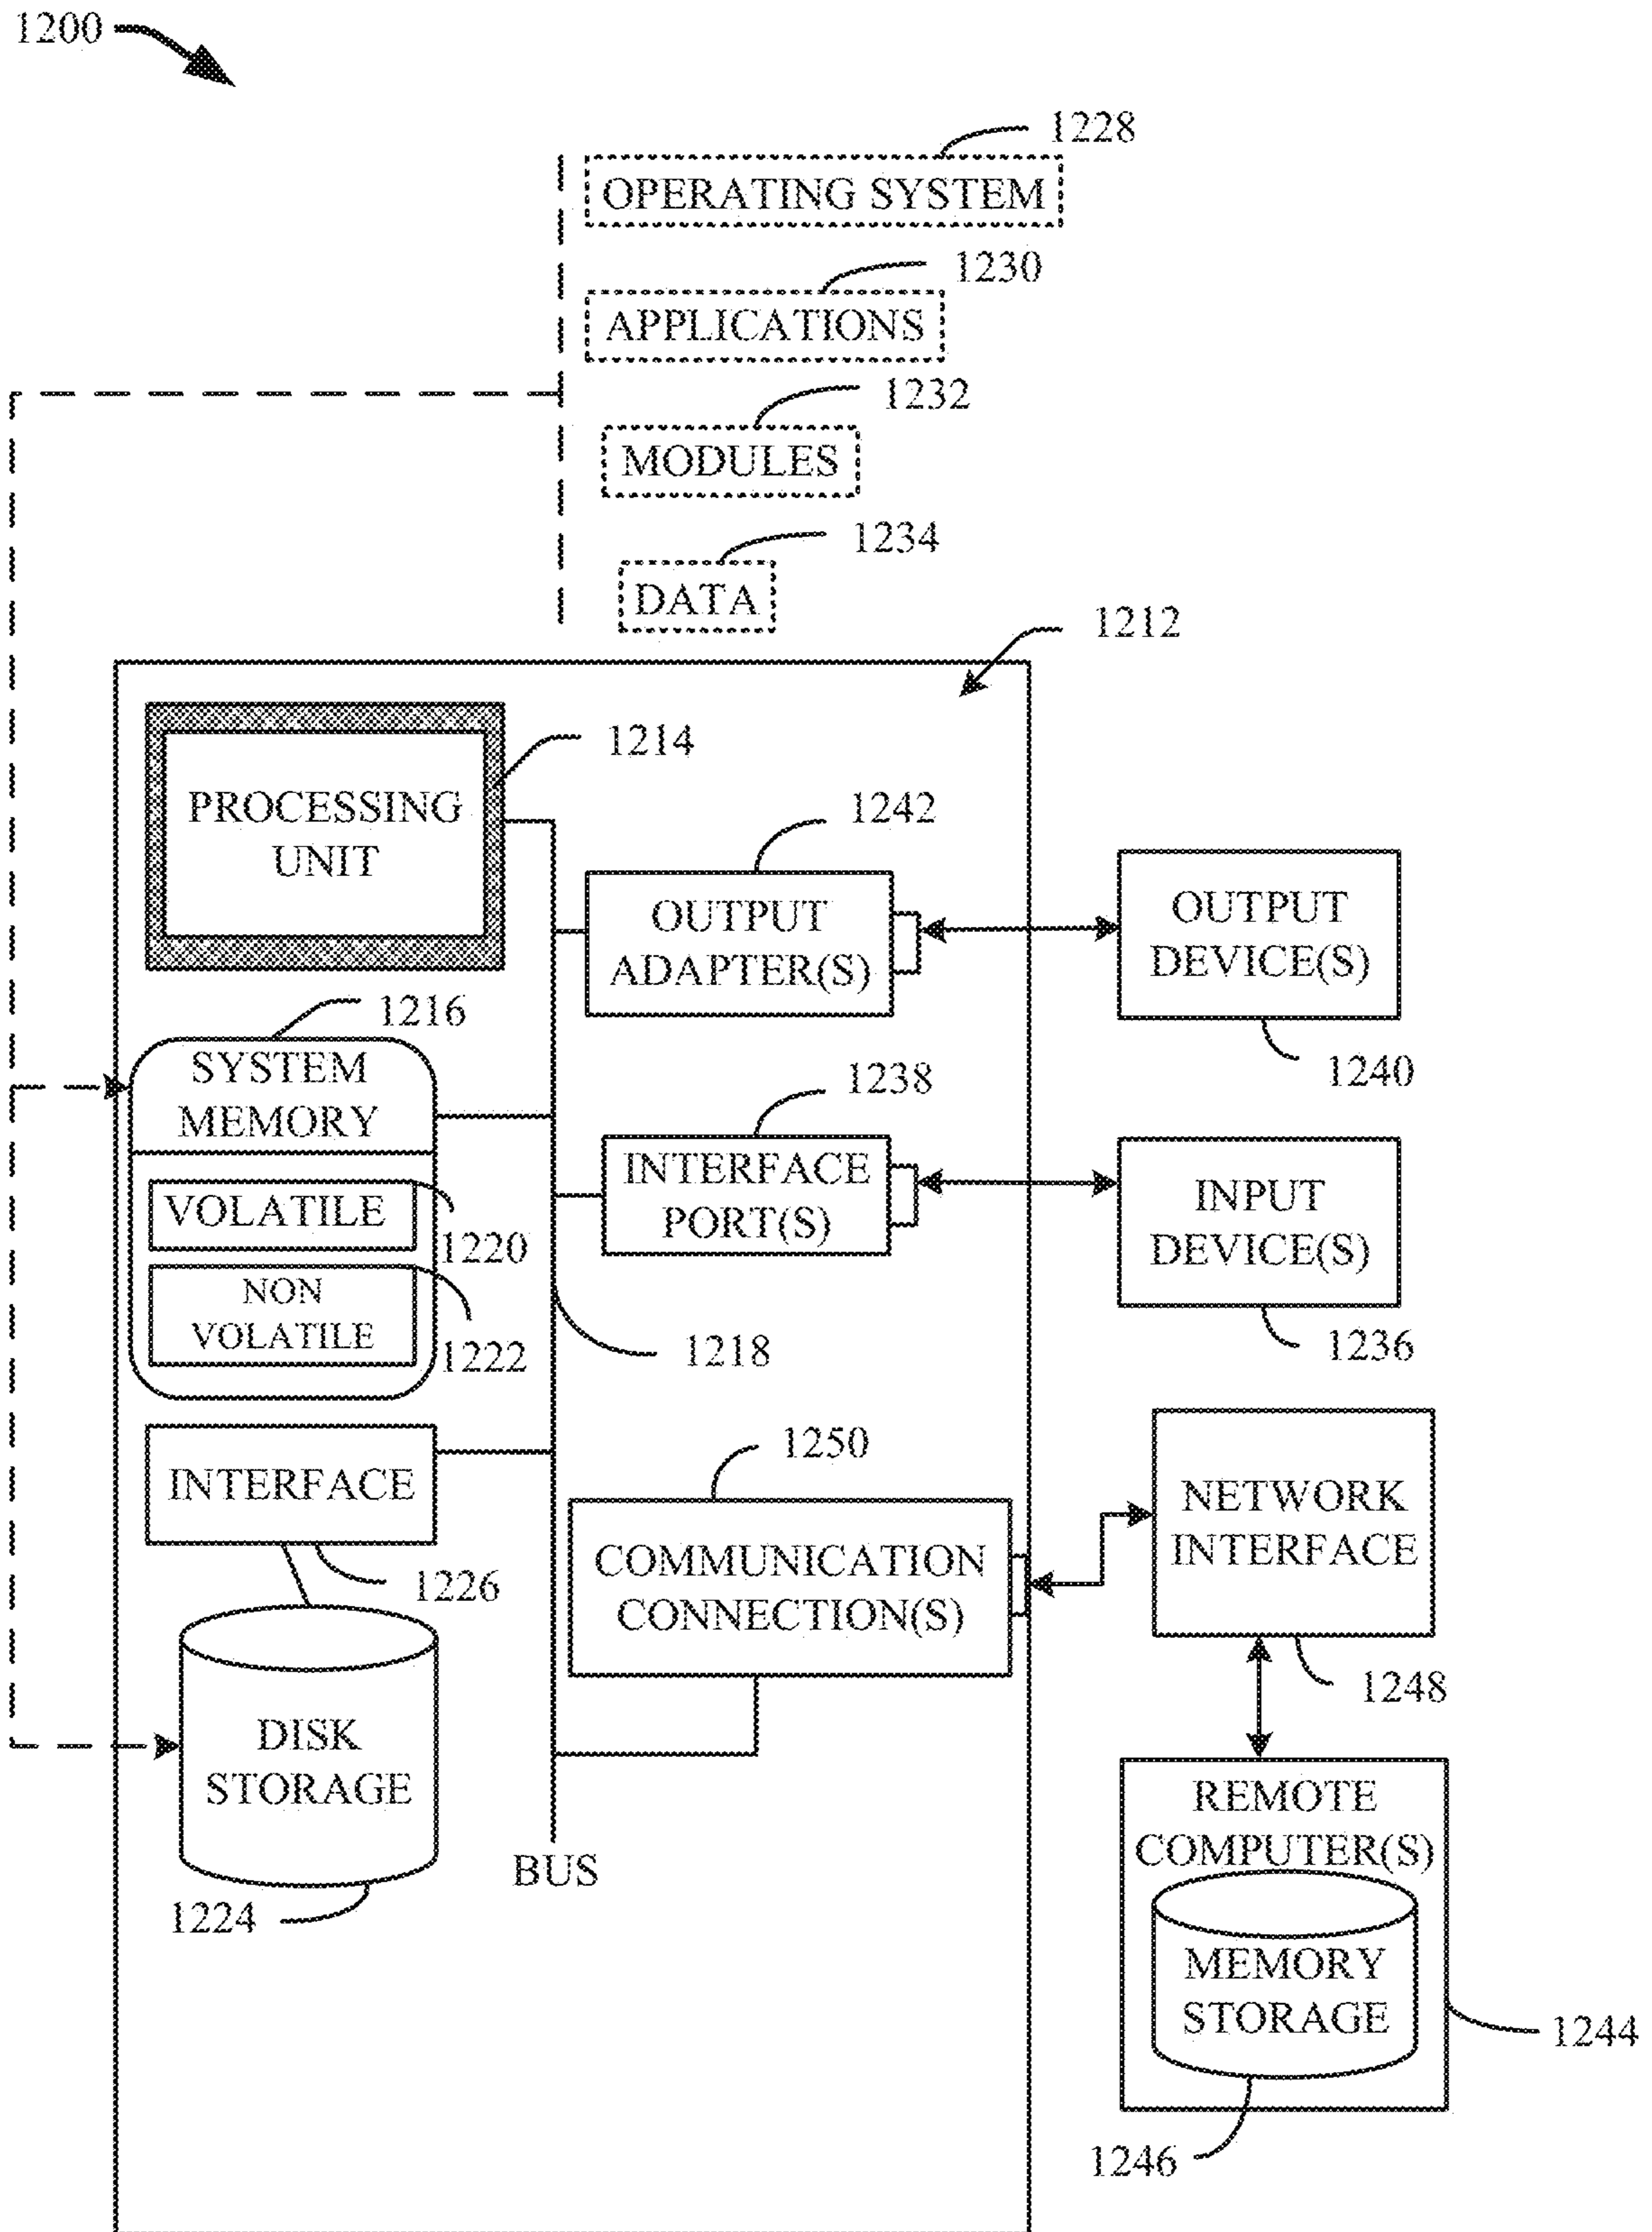 1200
1228
OPERATING SYSTEM
1230
APPLICATIONS
1232
MODULES
1234
DATA
1212
PROCESSING
UNIT
1214
1242
OUTPUT
ADAPTER(S)
OUTPUT
DEVICE(S)
1240
1216
SYSTEM
MEMORY
VOLATILE
1220
NON
VOLATILE
1222
1238
INTERFACE
PORT(S)
INPUT
DEVICE(S)
1236
1218
INTERFACE
1226
1250
COMMUNICATION
CONNECTION(S)
NETWORK
INTERFACE
1248
DISK
STORAGE
1224
BUS
REMOTE
COMPUTER(S)
MEMORY
STORAGE
1244
1246